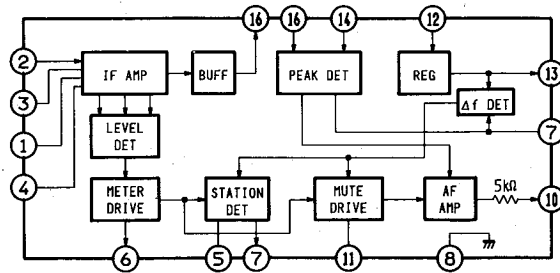 16 16 14 12
2 IF AMP BUFF PEAK DET REG 13
3 Δf DET
1 LEVEL DET 7
4 METER DRIVE STATION DET MUTE DRIVE AF AMP 5kΩ 10
6 5 7 11 8